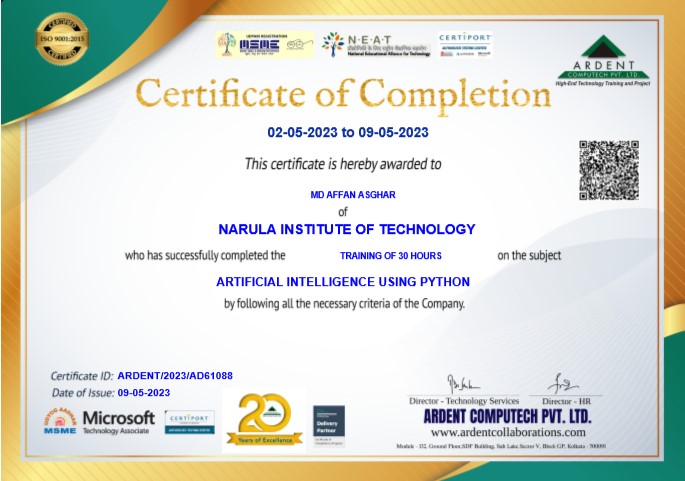 CERTIFIED
ISO 9001:2015
CERTIFIED
UDYAM REGISTRATION
MSME
N·E·A·T
National Educational Alliance for Technology
CERTIPORT
AUTHORIZED TESTING CENTER
ARDENT
COMPUTECH PVT. LTD.
High-End Technology Training and Project
Certificate of Completion
02-05-2023 to 09-05-2023
This certificate is hereby awarded to
MD AFFAN ASGHAR
of
NARULA INSTITUTE OF TECHNOLOGY
who has successfully completed the TRAINING OF 30 HOURS on the subject
ARTIFICIAL INTELLIGENCE USING PYTHON
by following all the necessary criteria of the Company.
Certificate ID: ARDENT/2023/AD61088
Date of Issue: 09-05-2023
MSME
Microsoft
Technology Associate
CERTIPORT
AUTHORIZED TESTING CENTER
20
Years of Excellence
Delivery
Partner
Director - Technology Services
Director - HR
ARDENT COMPUTECH PVT. LTD.
www.ardentcollaborations.com
Module - 132, Ground Floor,SDF Building, Salt Lake Sector V, Block GP, Kolkata - 700091